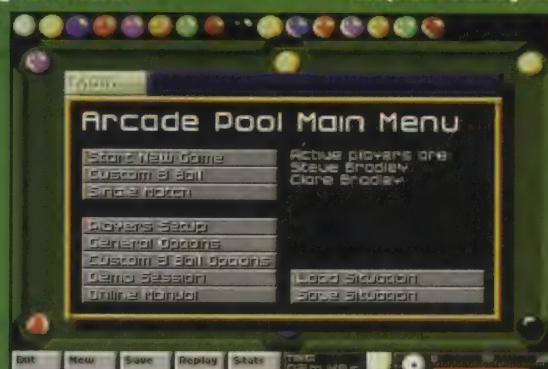 Arcade Pool Main Menu
Start New Game
Custom 8 Ball
Single Match
Players Setup
General Options
Custom 8 Ball Options
Demo Session
Online Manual
Active players are
Steve Bradley
Clare Bradley
Load Situation
Save Situation
Exit
Menu
Save
Replay
Stats